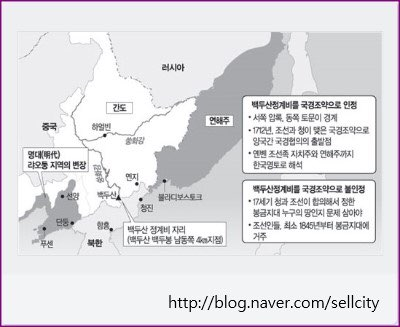 러시아
간도
연해주
중국
하얼빈
쑹화강
명대(明代)
랴오둥 지역의 변장
쑹화강
옌지
백두산
블라디보스토크
청진
선양
단둥
푸쉰
함흥
북한
백두산 정계비 자리
(백두산 백두봉 남동쪽 4㎞지점)
백두산정계비를 국경조약으로 인정
• 서쪽 압록, 동쪽 토문이 경계
• 1712년, 조선과 청이 맺은 국경조약으로
양국간 국경협의의 출발점
• 옌볜 조선족 자치주와 연해주까지
한국영토로 해석
백두산정계비를 국경조약으로 불인정
• 17세기 청과 조선이 합의해서 정한
봉금지대 누구의 땅인지 문제 삼아야
• 조선인들, 최소 1845년부터 봉금지대에
거주
http://blog.naver.com/sellcity